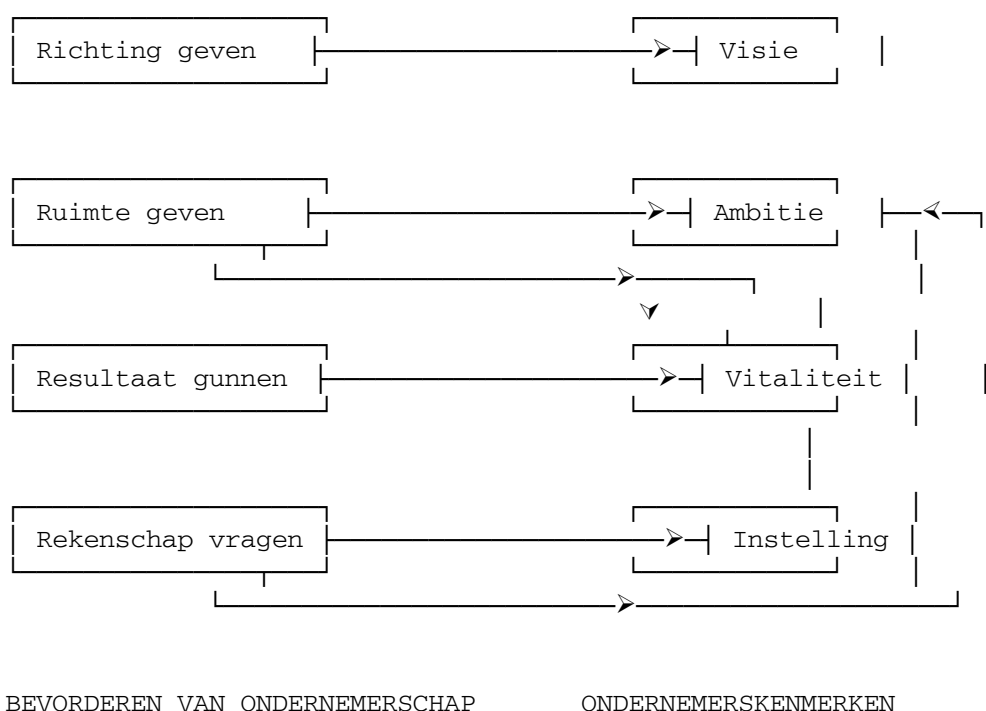 Richting geven Visie
Ruimte geven Ambitie
Resultaat gunnen Vitaliteit
Rekenschap vragen Instelling
BEVORDEREN VAN ONDERNEMERSCHAP ONDERNEMERSKENMERKEN